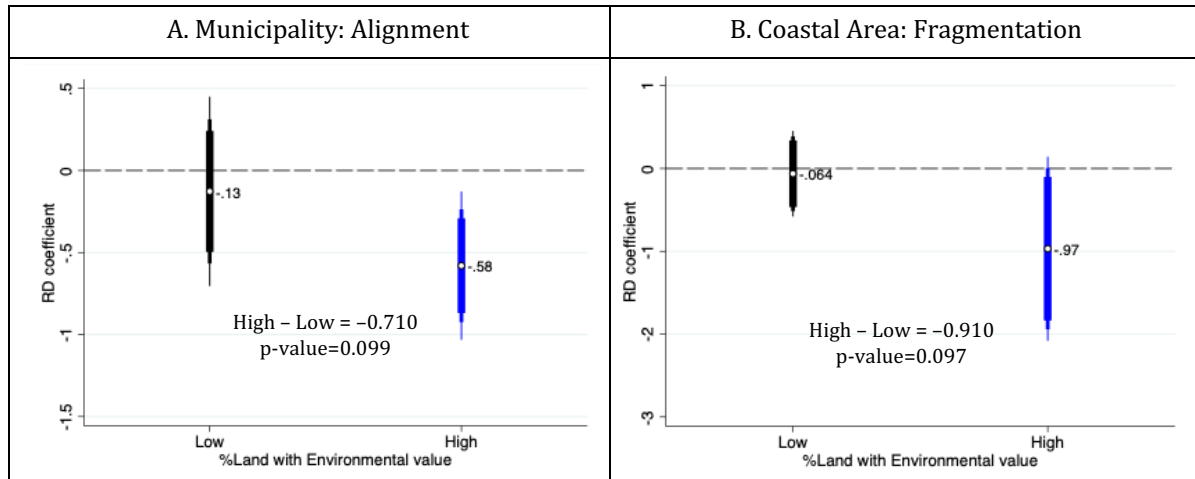 A. Municipality: Alignment
B. Coastal Area: Fragmentation
.5
0
-.5
-1
-1.5
RD coefficient
-.13
-.58
High – Low = –0.710
p-value=0.099
Low
High
%Land with Environmental value
1
0
-1
-2
-3
RD coefficient
-.064
-.97
High – Low = –0.910
p-value=0.097
Low
High
%Land with Environmental value